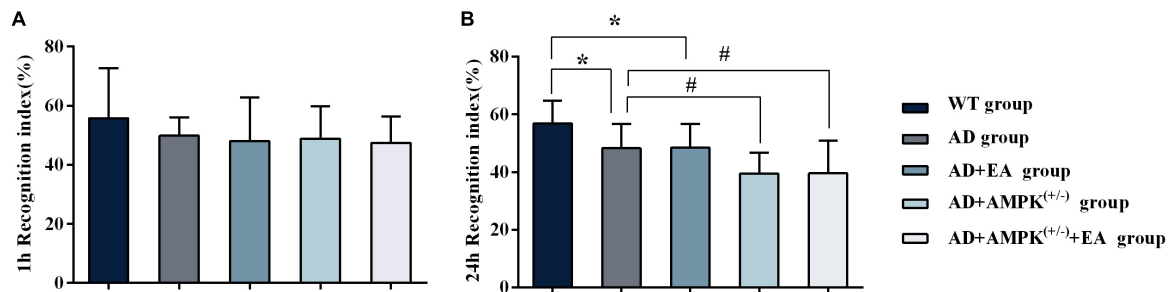 A
1h Recognition index(%)
80
60
40
20
0
B
24h Recognition index(%)
80
60
40
20
0
*
*
#
#
WT group
AD group
AD+EA group
AD+AMPK(+/-) group
AD+AMPK(+/-)+EA group